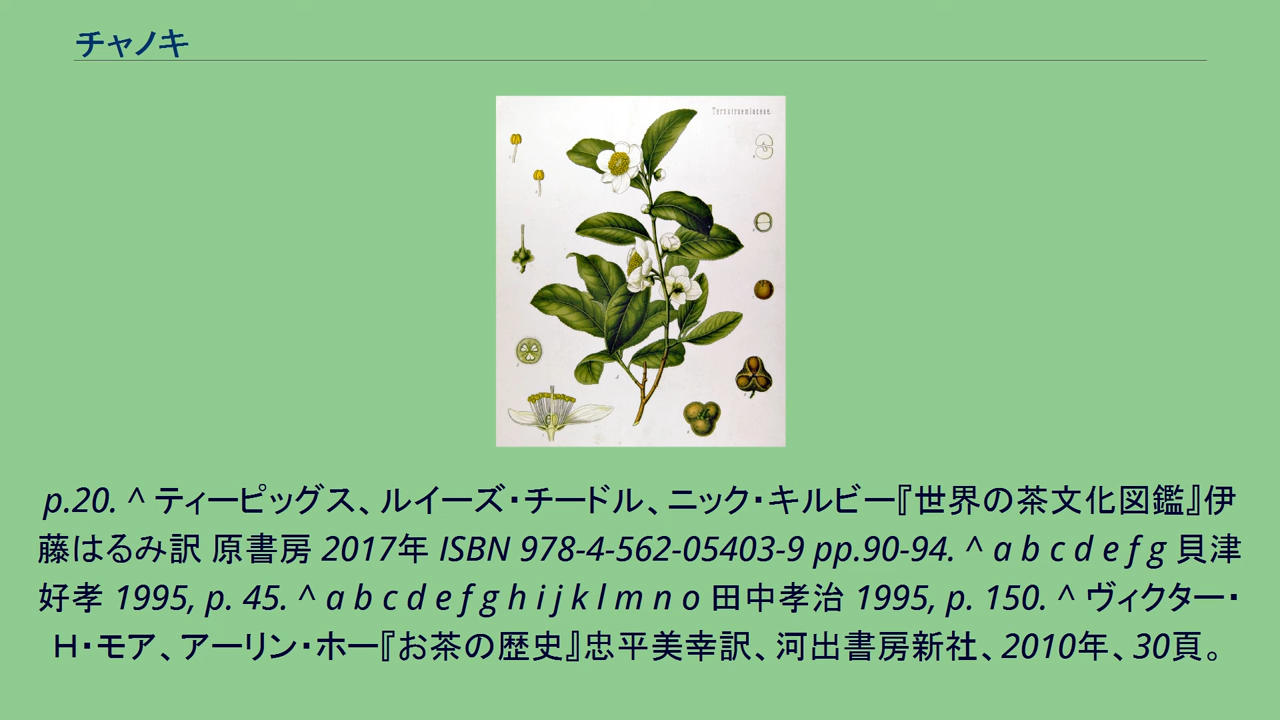 チャノキ
Ternstroemiaceae.
p.20. ^ ティーピッグス、ルイーズ・チードル、ニック・キルビー『世界の茶文化図鑑』伊
藤はるみ訳 原書房 2017年 ISBN 978-4-562-05403-9 pp.90-94. ^ a b c d e f g 貝津
好孝 1995, p. 45. ^ a b c d e f g h i j k l m n o 田中孝治 1995, p. 150. ^ ヴィクター・
H・モア、アーリン・ホー『お茶の歴史』忠平美幸訳、河出書房新社、2010年、30頁。